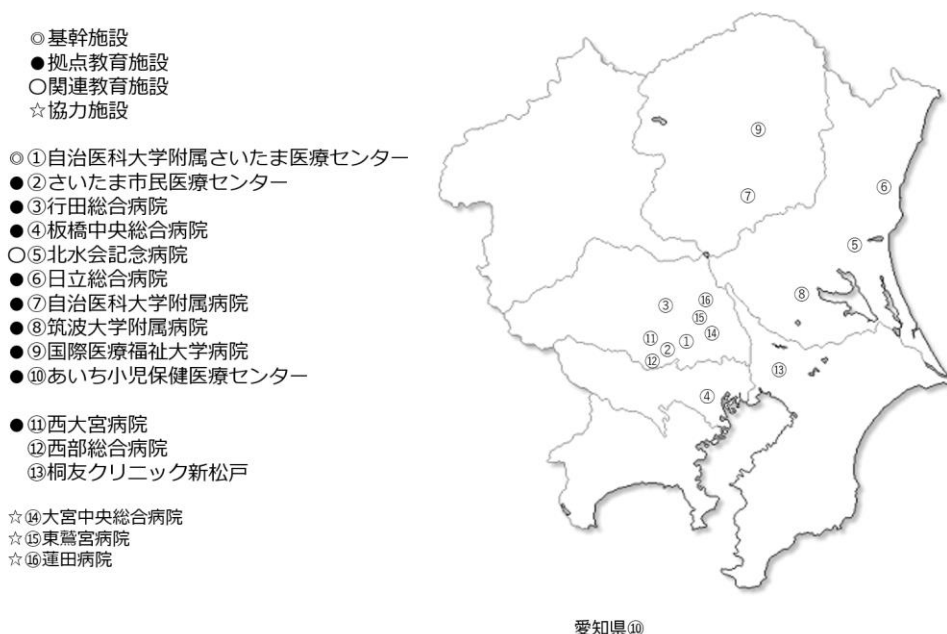 ◎基幹施設
●拠点教育施設
〇関連教育施設
☆協力施設
◎①自治医科大学附属さいたま医療センター
●②さいたま市民医療センター
●③行田総合病院
●④板橋中央総合病院
〇⑤北水会記念病院
●⑥日立総合病院
●⑦自治医科大学附属病院
●⑧筑波大学附属病院
●⑨国際医療福祉大学病院
●⑩あいち小児保健医療センター
●⑪西大宮病院
⑫西部総合病院
⑬桐友クリニック新松戸
☆⑭大宮中央総合病院
☆⑮東鷲宮病院
☆⑯蓮田病院
⑨
⑦
⑥
⑤
⑧
③
⑯
⑮
⑭
⑪
②
①
⑫
⑬
④
愛知県⑩